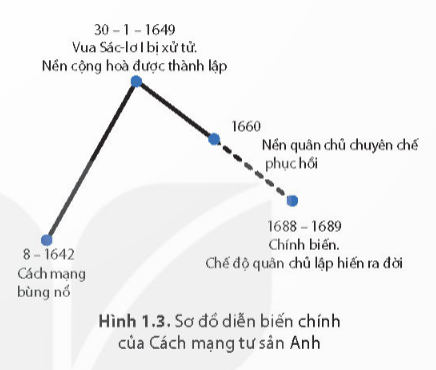 30 – 1 – 1649
Vua Sác-lơ I bị xử tử.
Nền cộng hoà được thành lập
1660
Nền quân chủ chuyên chế
phục hồi
8 – 1642
Cách mạng
bùng nổ
1688 – 1689
Chính biến.
Chế độ quân chủ lập hiến ra đời
Hình 1.3. Sơ đồ diễn biến chính
của Cách mạng tư sản Anh